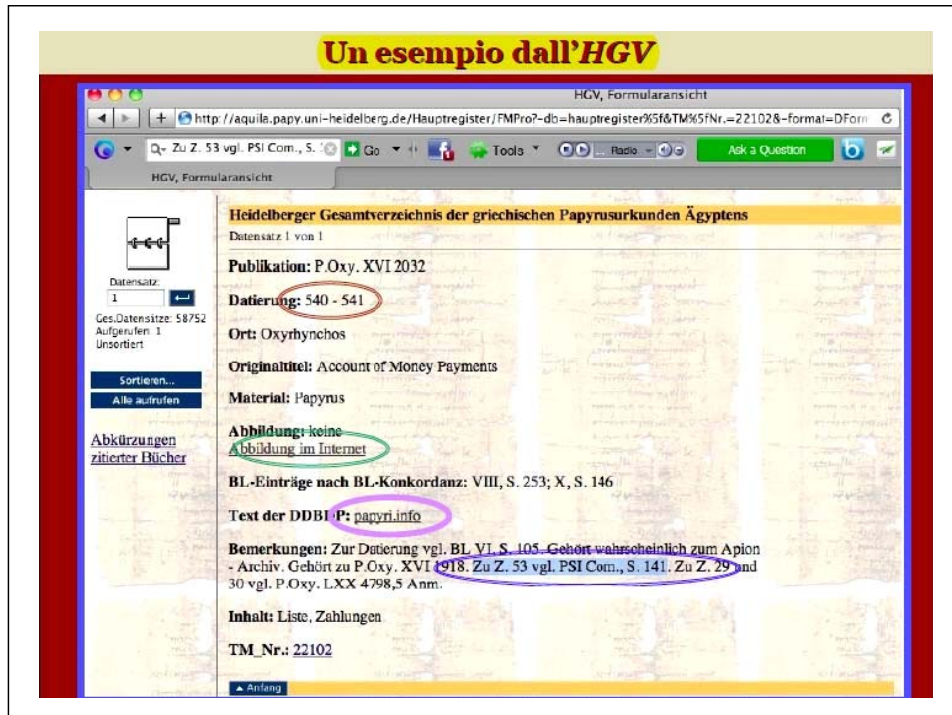 Un esempio dall'HGV
HGV, Formularansicht
http://aquila.papy.uni-heidelberg.de/Hauptregister/FMPro?-db=hauptregister%5f&TM%5fNr.=22102&-format=DForm
Zu Z. 53 vgl. PSI Com., S. Go Tools Radio Ask a Question
HGV, Formularansicht
Heidelberger Gesamtverzeichnis der griechischen Papyrusurkunden Ägyptens
Datensatz 1 von 1
Datensatz:
1
Ges.Datensätze: 58752
Aufgerufen: 1
Unsortiert
Sortieren...
Alle aufrufen
Abkürzungen
zitierter Bücher
Publikation: P.Oxy. XVI 2032
Datierung: 540 - 541
Ort: Oxyrhynchos
Originaltitel: Account of Money Payments
Material: Papyrus
Abbildung: keine
Abbildung im Internet
BL-Einträge nach BL-Konkordanz: VIII, S. 253; X, S. 146
Text der DDBDP: papyri.info
Bemerkungen: Zur Datierung vgl. BL VI, S. 105. Gehört wahrscheinlich zum Apion
- Archiv. Gehört zu P.Oxy. XVI 1918. Zu Z. 53 vgl. PSI Com., S. 141. Zu Z. 29 und
30 vgl. P.Oxy. LXX 4798,5 Anm.
Inhalt: Liste, Zahlungen
TM_Nr.: 22102
Anfang